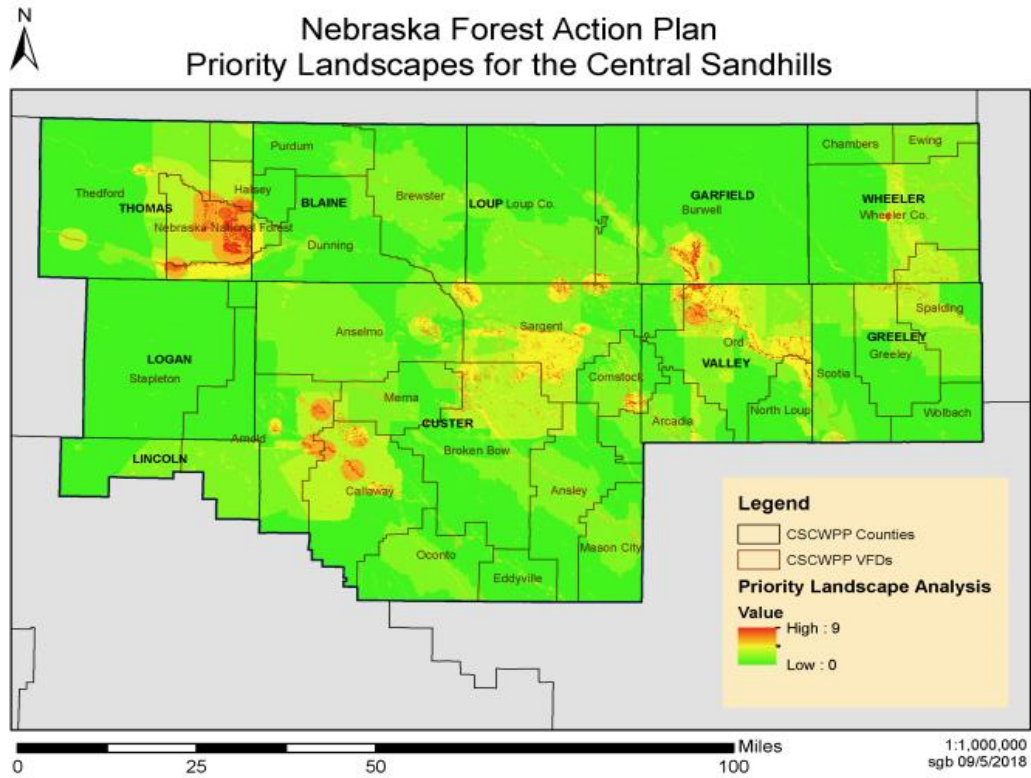 N
Nebraska Forest Action Plan
Priority Landscapes for the Central Sandhills
Purdum
Chambers
Ewing
Thedford
Halsey
THOMAS
BLAINE
Brewster
LOUP Loup Co.
GARFIELD
Burwell
WHEELER
Wheeler Co.
Nebraska National Forest
Dunning
Anselmo
Sargent
Spalding
LOGAN
Stapleton
Ord
VALLEY
GREELEY
Greeley
Comstock
Scotia
Merna
CUSTER
Arcadia
North Loup
Wolbach
Arnold
LINCOLN
Broken Bow
Callaway
Ansley
Oconto
Mason City
Eddyville
Legend
CSCWPP Counties
CSCWPP VFDs
Priority Landscape Analysis
Value
High : 9
Low : 0
0 25 50 100 Miles
1:1,000,000
sgb 09/5/2018